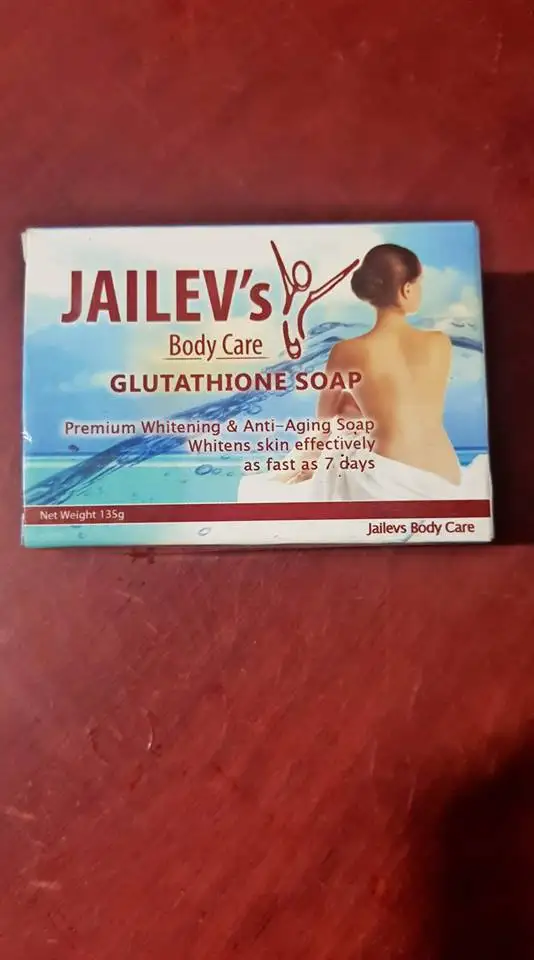 JAILEV's
Body Care
GLUTATHIONE SOAP
Premium Whitening & Anti-Aging Soap
Whitens skin effectively
as fast as 7 days
Net Weight 135g
Jailevs Body Care